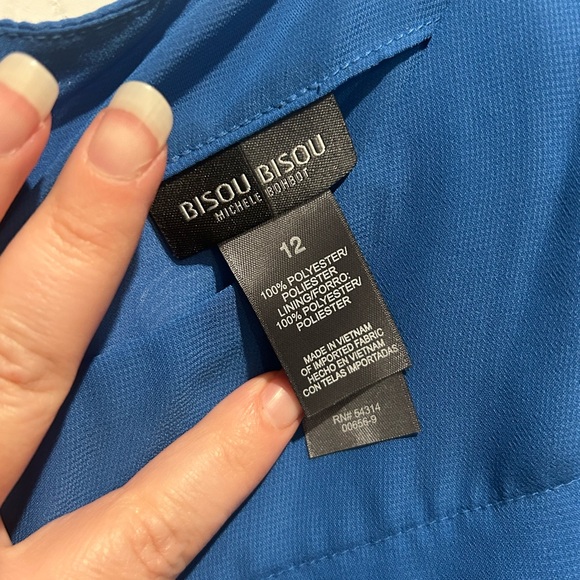 BISOU BISOU
MICHELE BOHBOT
12
100% POLYESTER/
POLIESTER
LINING/FORRO:
100% POLYESTER/
POLIESTER
MADE IN VIETNAM
OF IMPORTED FABRIC
HECHO EN VIETNAM
CON TELAS IMPORTADAS
RN# 54314
00656-9